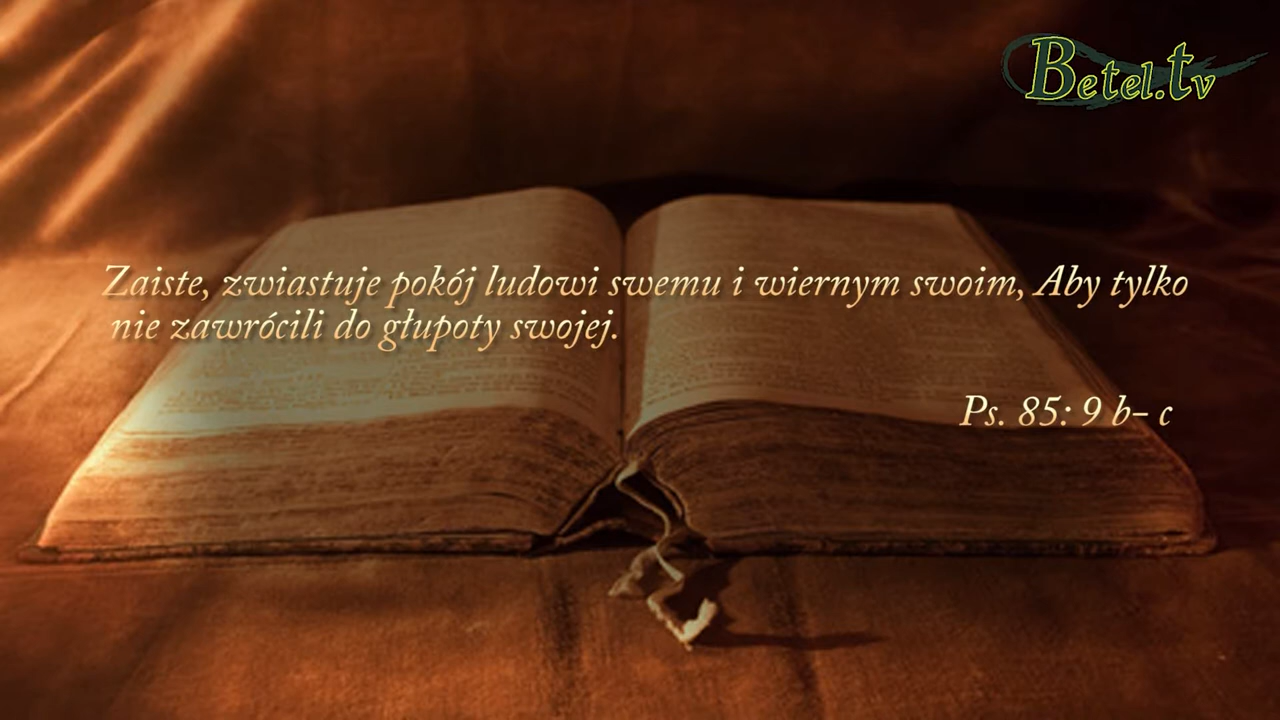 Betel.tv
Zaiste, zwiastuje pokój ludowi swemu i wiernym swoim, Aby tylko
nie zawrócili do głupoty swojej.
Ps. 85: 9 b- c